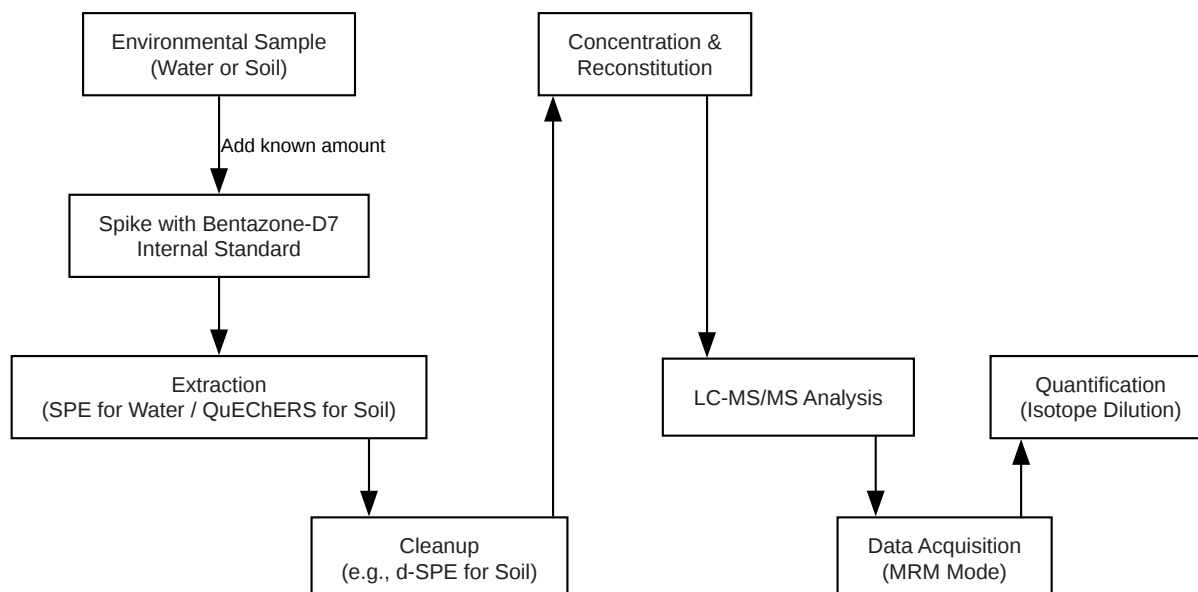 Environmental Sample
(Water or Soil)
Add known amount
Spike with Bentazone-D7
Internal Standard
Extraction
(SPE for Water / QuEChERS for Soil)
Cleanup
(e.g., d-SPE for Soil)
Concentration &
Reconstitution
LC-MS/MS Analysis
Data Acquisition
(MRM Mode)
Quantification
(Isotope Dilution)